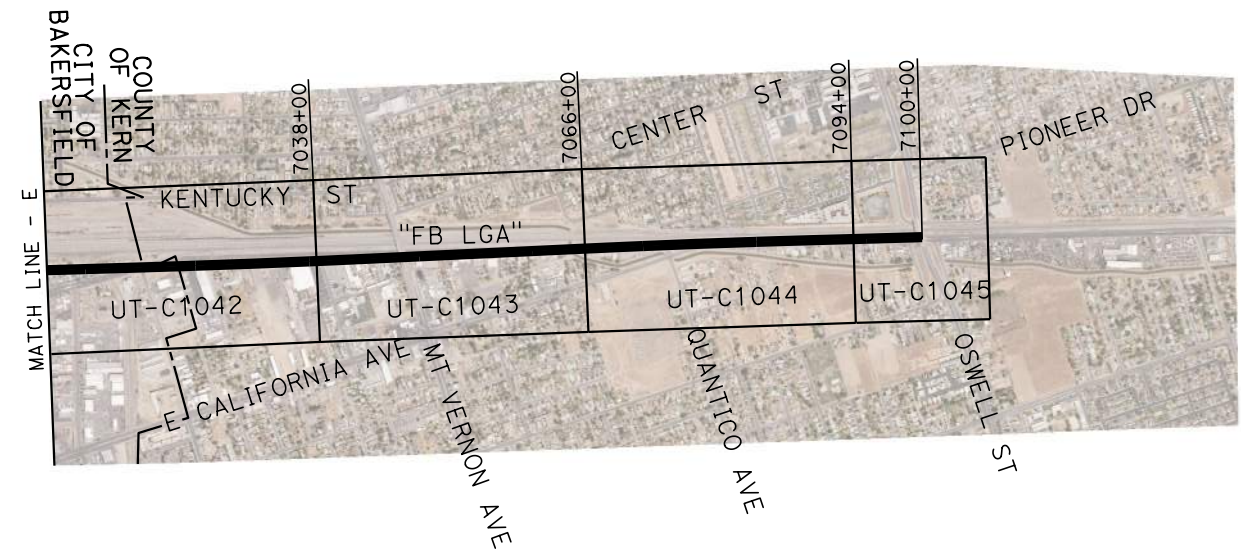 CITY OF
BAKERSFIELD
COUNTY
OF KERN
7038+00
7066+00
7094+00
7100+00
CENTER ST
PIONEER DR
KENTUCKY ST
"FB LGA"
MATCH LINE - E
UT-C1042
UT-C1043
UT-C1044
UT-C1045
E CALIFORNIA AVE
MT VERNON AVE
QUANTICO AVE
OSWELL ST